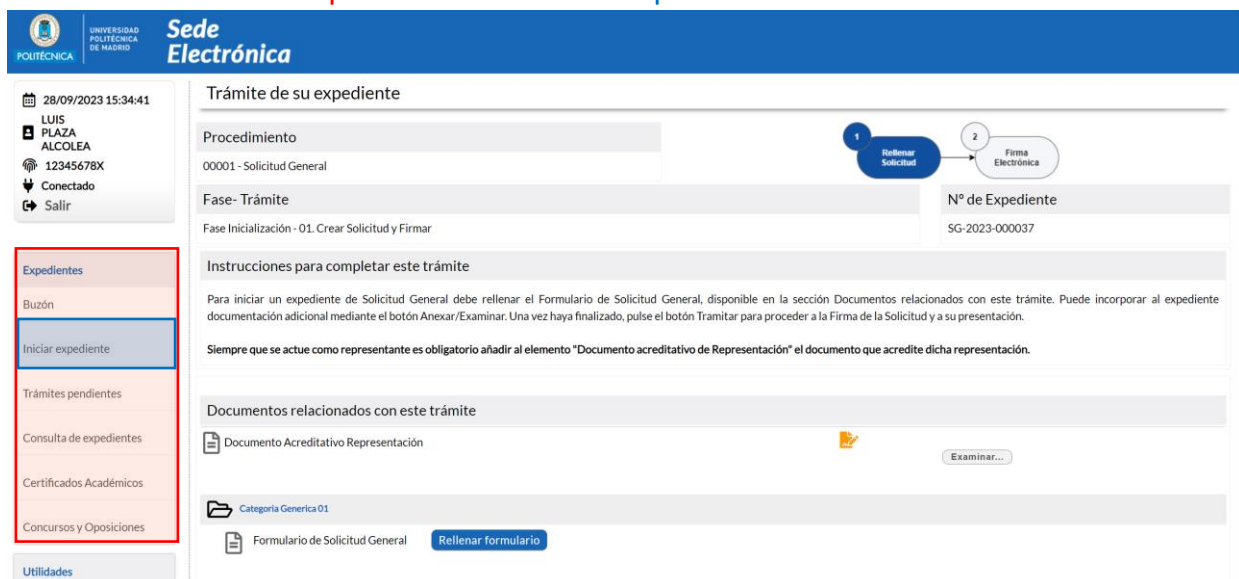 POLITÉCNICA
UNIVERSIDAD
POLITÉCNICA
DE MADRID
Sede
Electrónica
28/09/2023 15:34:41
LUIS
PLAZA
ALCOLEA
12345678X
Conectado
Salir
Expedientes
Buzón
Iniciar expediente
Trámites pendientes
Consulta de expedientes
Certificados Académicos
Concursos y Oposiciones
Utilidades
Trámite de su expediente
Procedimiento
00001 - Solicitud General
1
Rellenar
Solicitud
2
Firma
Electrónica
Fase- Trámite
Nº de Expediente
Fase Inicialización - 01. Crear Solicitud y Firmar
SG-2023-000037
Instrucciones para completar este trámite
Para iniciar un expediente de Solicitud General debe rellenar el Formulario de Solicitud General, disponible en la sección Documentos relacionados con este trámite. Puede incorporar al expediente
documentación adicional mediante el botón Anexar/Examinar. Una vez haya finalizado, pulse el botón Tramitar para proceder a la Firma de la Solicitud y a su presentación.
Siempre que se actue como representante es obligatorio añadir al elemento "Documento acreditativo de Representación" el documento que acredite dicha representación.
Documentos relacionados con este trámite
Documento Acreditativo Representación
Examinar...
Categoria Generica 01
Formulario de Solicitud General
Rellenar formulario